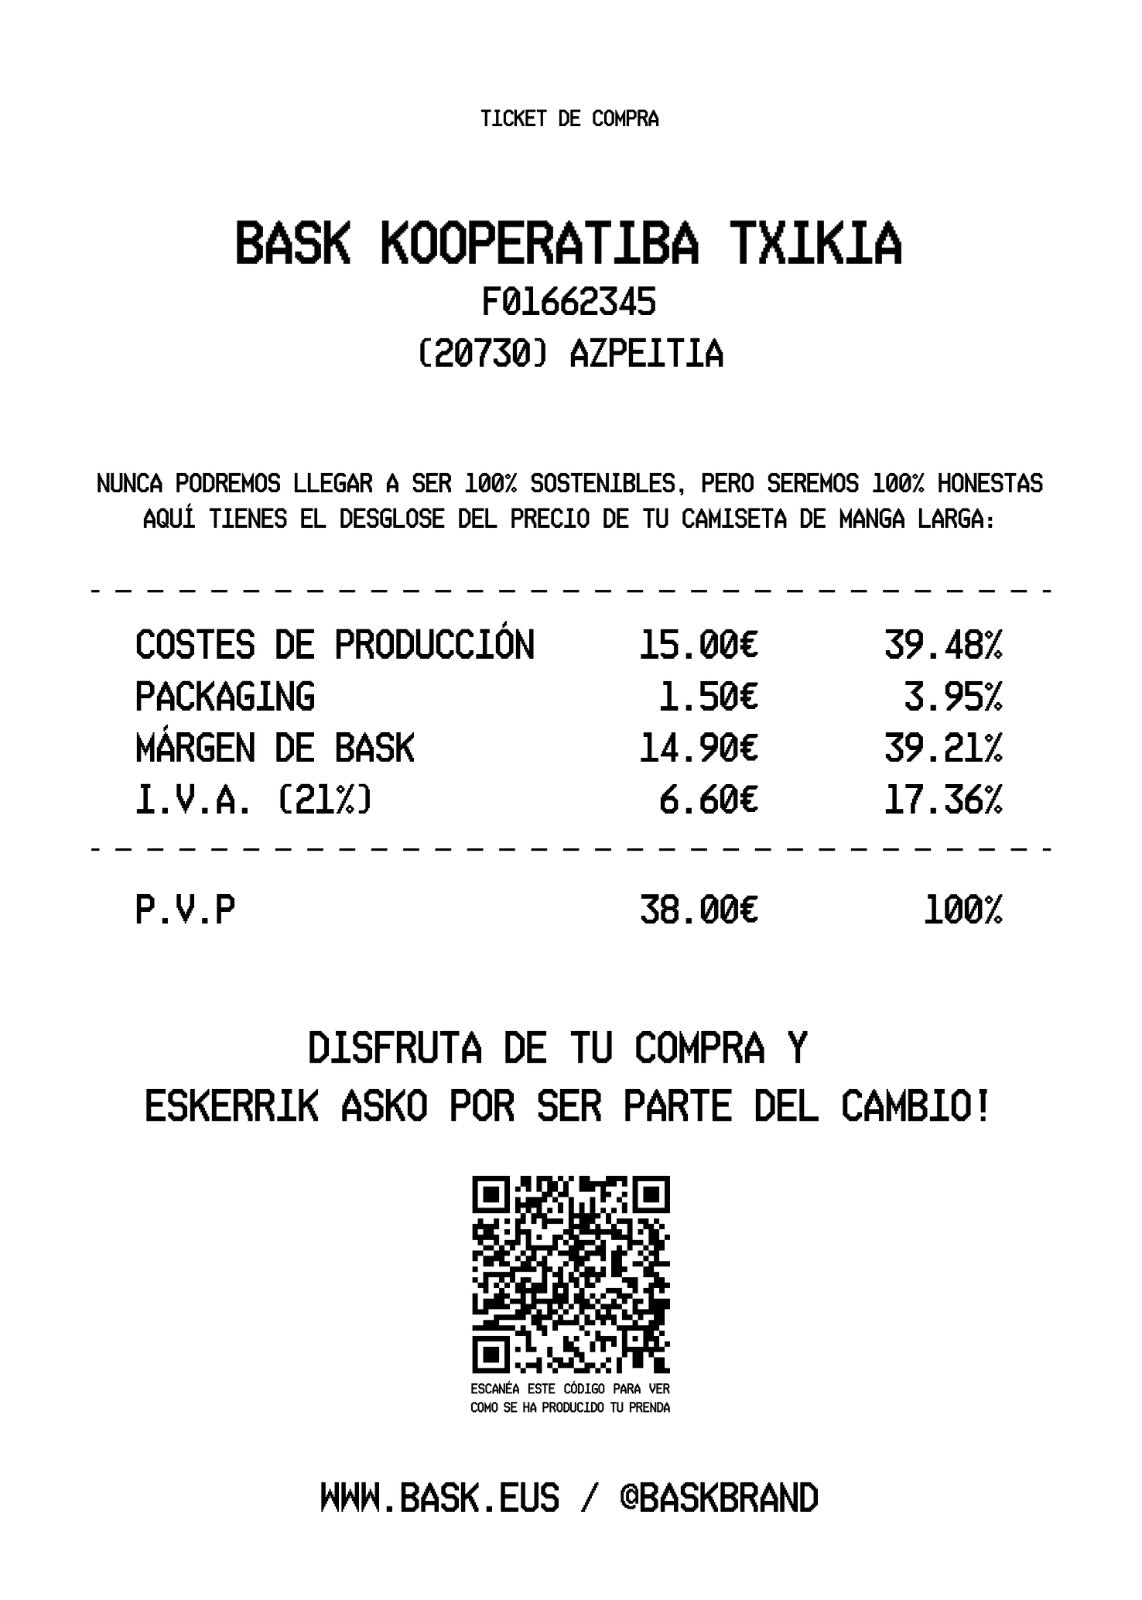 TICKET DE COMPRA
BASK KOOPERATIBA TXIKIA
F01662345
(20730) AZPEITIA
NUNCA PODREMOS LLEGAR A SER 100% SOSTENIBLES, PERO SEREMOS 100% HONESTAS
AQUÍ TIENES EL DESGLOSE DEL PRECIO DE TU CAMISETA DE MANGA LARGA:
COSTES DE PRODUCCIÓN 15.00€ 39.48%
PACKAGING 1.50€ 3.95%
MÁRGEN DE BASK 14.90€ 39.21%
I.V.A. (21%) 6.60€ 17.36%
P.V.P 38.00€ 100%
DISFRUTA DE TU COMPRA Y
ESKERRIK ASKO POR SER PARTE DEL CAMBIO!
ESCANÉA ESTE CÓDIGO PARA VER
COMO SE HA PRODUCIDO TU PRENDA
WWW.BASK.EUS / @BASKBRAND